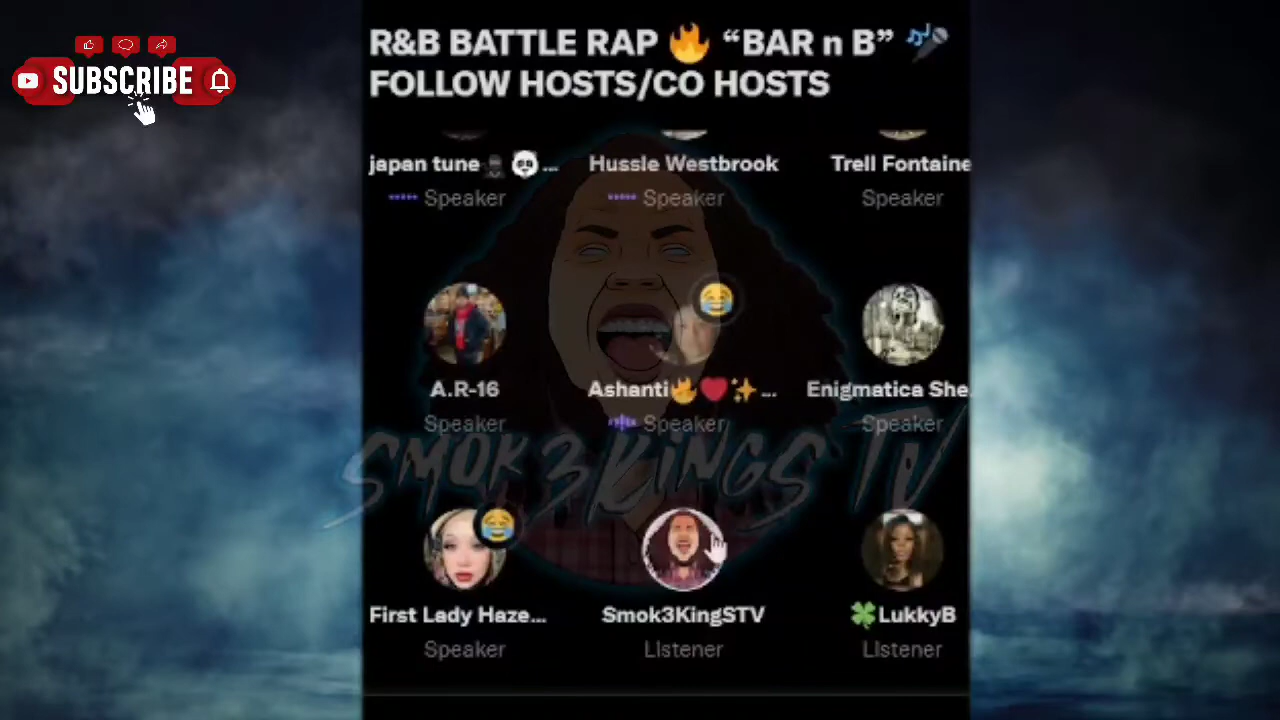 R&B BATTLE RAP 🔥 “BAR n B” 🎶🎤
FOLLOW HOSTS/CO HOSTS
SUBSCRIBE
japan tune ... Hussle Westbrook Trell Fontaine
Speaker Speaker Speaker
A.R-16 Ashanti🔥❤️✨... Enigmatica She
Speaker Speaker Speaker
SMOK3KINGS TV
First Lady Haze... Smok3KingSTV 🍀LukkyB
Speaker Listener Listener